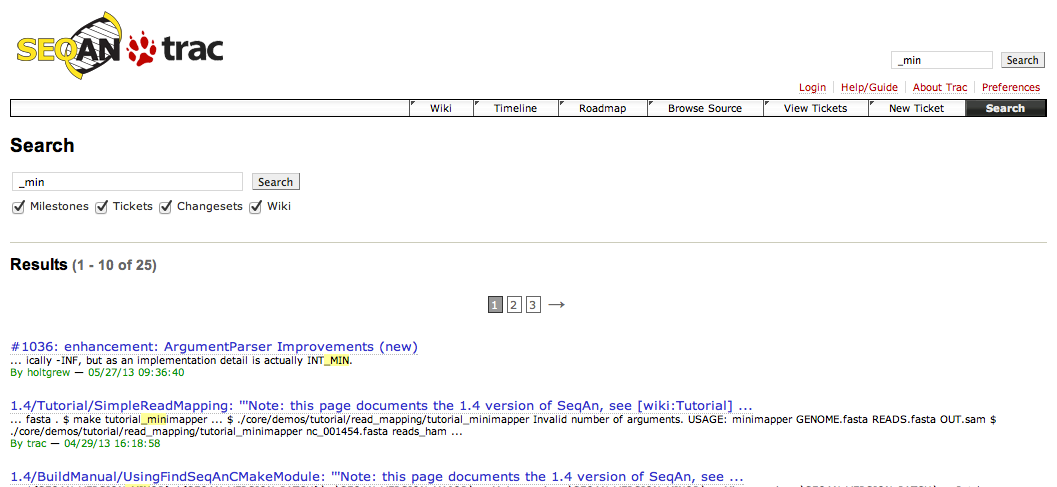 SEQAN trac
_min Search
Login Help/Guide About Trac Preferences
Wiki Timeline Roadmap Browse Source View Tickets New Ticket Search
Search
_min Search
Milestones Tickets Changesets Wiki
Results (1 - 10 of 25)
1 2 3 →
#1036: enhancement: ArgumentParser Improvements (new)
... ically -INF, but as an implementation detail is actually INT_MIN.
By holtgrew — 05/27/13 09:36:40
1.4/Tutorial/SimpleReadMapping: '''Note: this page documents the 1.4 version of SeqAn, see [wiki:Tutorial] ...
... fasta . $ make tutorial_minimapper ... $ ./core/demos/tutorial/read_mapping/tutorial_minimapper Invalid number of arguments. USAGE: minimapper GENOME.fasta READS.fasta OUT.sam $
./core/demos/tutorial/read_mapping/tutorial_minimapper nc_001454.fasta reads_ham ...
By trac — 04/29/13 16:18:58
1.4/BuildManual/UsingFindSeqAnCMakeModule: '''Note: this page documents the 1.4 version of SeqAn, see ...